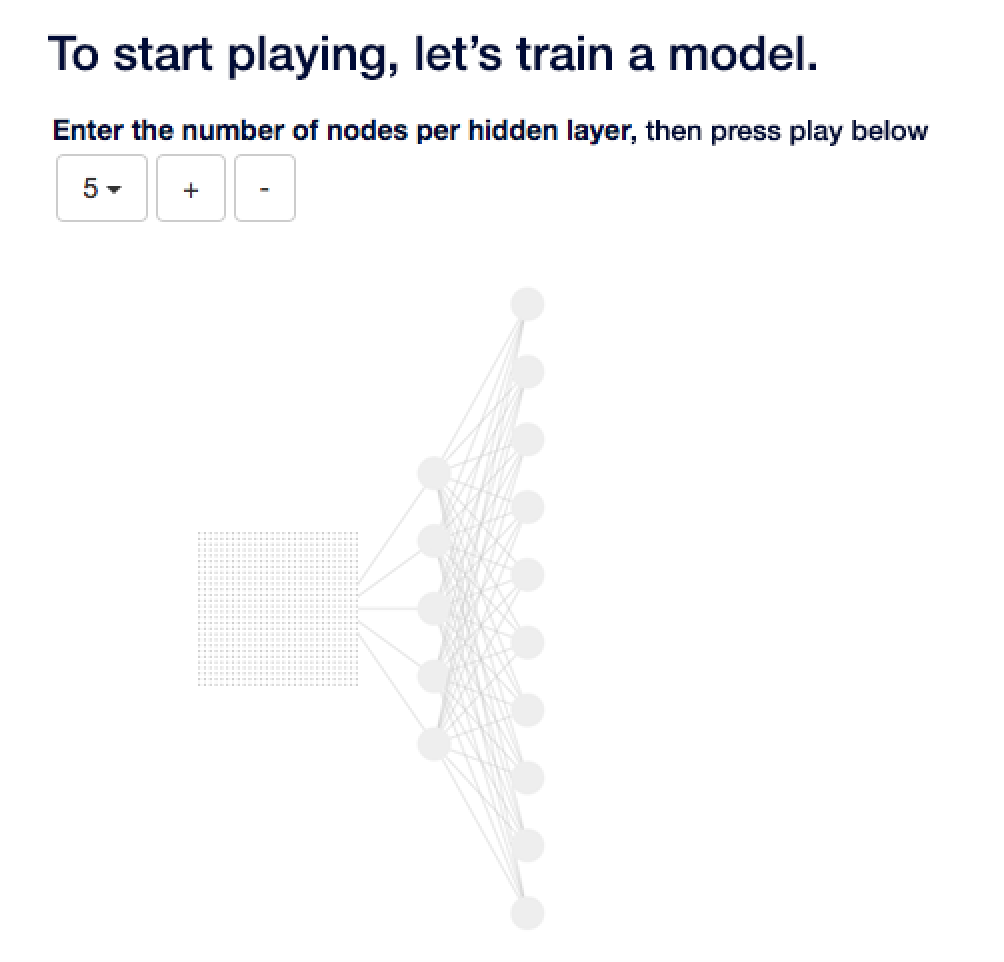 To start playing, let’s train a model.
Enter the number of nodes per hidden layer, then press play below
5 + -